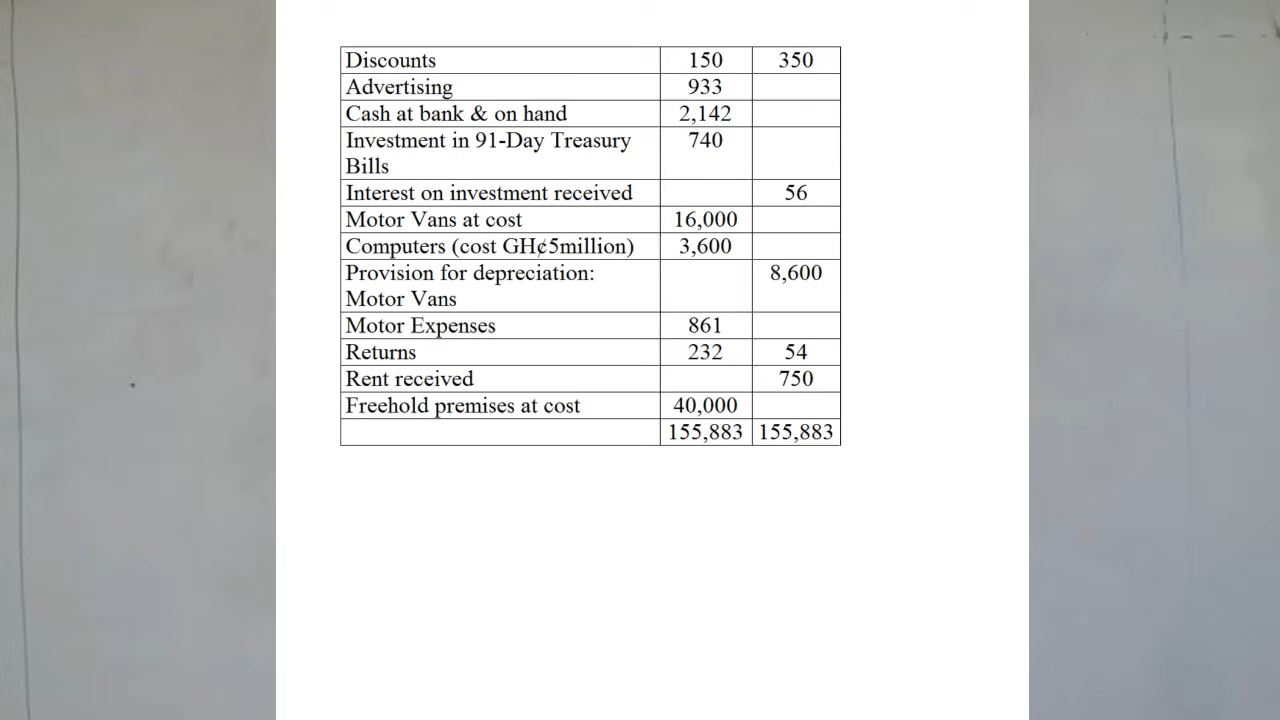 Discounts 150 350
Advertising 933
Cash at bank & on hand 2,142
Investment in 91-Day Treasury 740
Bills
Interest on investment received 56
Motor Vans at cost 16,000
Computers (cost GH¢5million) 3,600
Provision for depreciation: 8,600
Motor Vans
Motor Expenses 861
Returns 232 54
Rent received 750
Freehold premises at cost 40,000
155,883 155,883